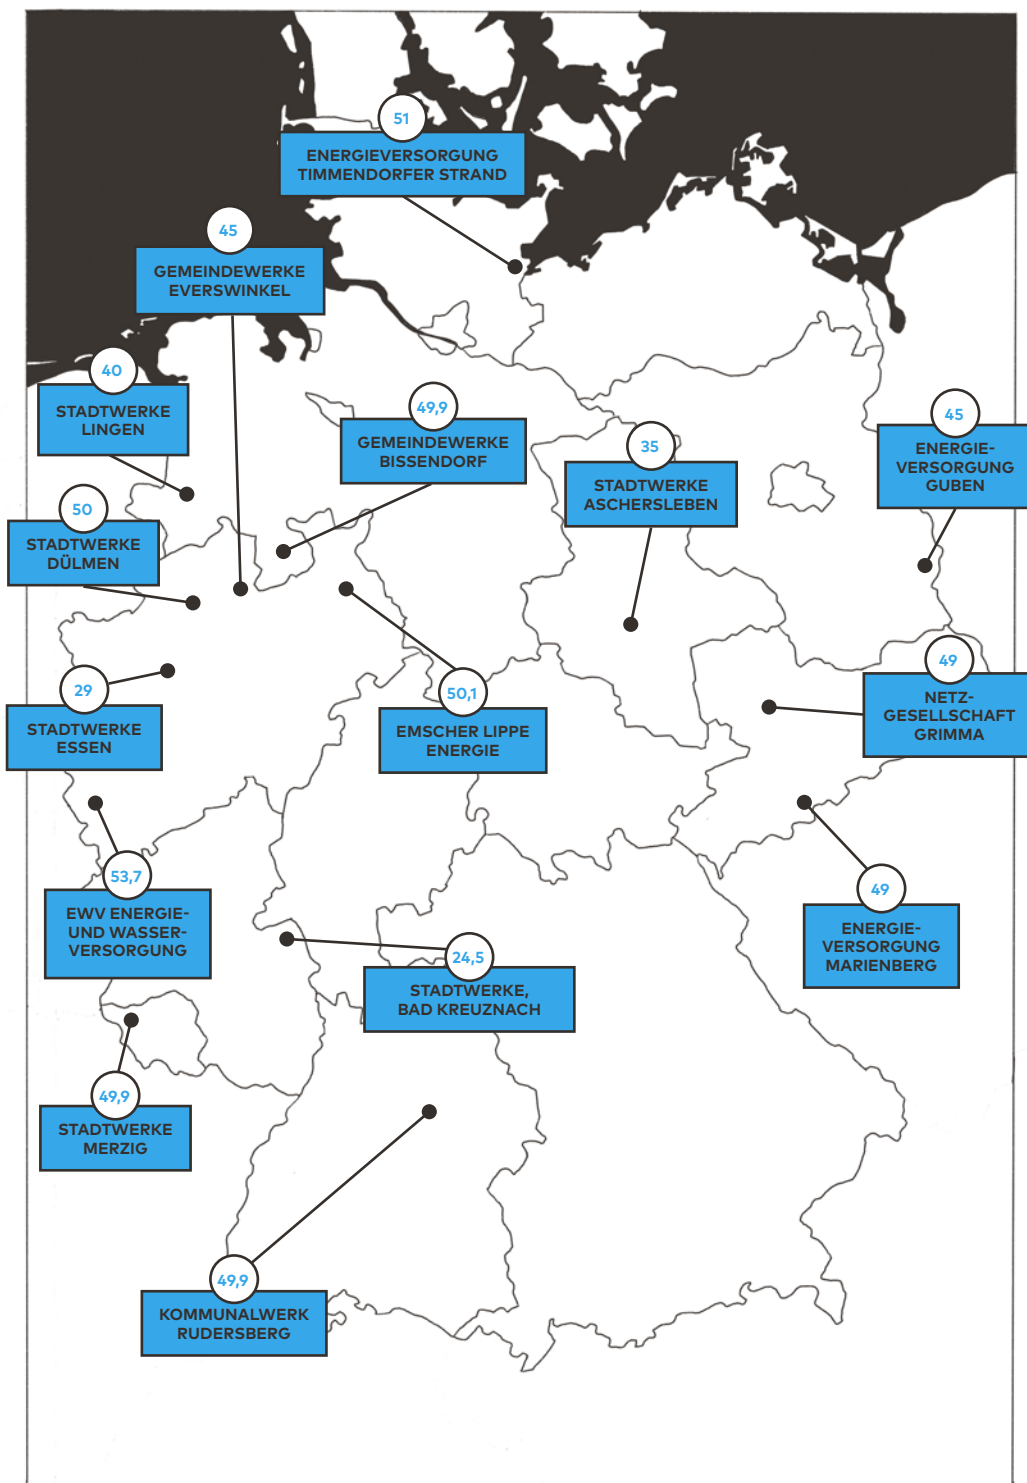 51
ENERGIEVERSORGUNG
TIMMENDORFER STRAND
45
GEMEINDEWERKE
EVERSWINKEL
40
STADTWERKE
LINGEN
49,9
GEMEINDEWERKE
BISSENDORF
35
STADTWERKE
ASCHERSLEBEN
45
ENERGIE-
VERSORGUNG
GUBEN
50
STADTWERKE
DÜLMEN
29
STADTWERKE
ESSEN
50,1
EMSCHER LIPPE
ENERGIE
49
NETZ-
GESELLSCHAFT
GRIMMA
53,7
EWV ENERGIE-
UND WASSER-
VERSORGUNG
49
ENERGIE-
VERSORGUNG
MARIENBERG
24,5
STADTWERKE,
BAD KREUZNACH
49,9
STADTWERKE
MERZIG
49,9
KOMMUNALWERK
RUDERSBERG